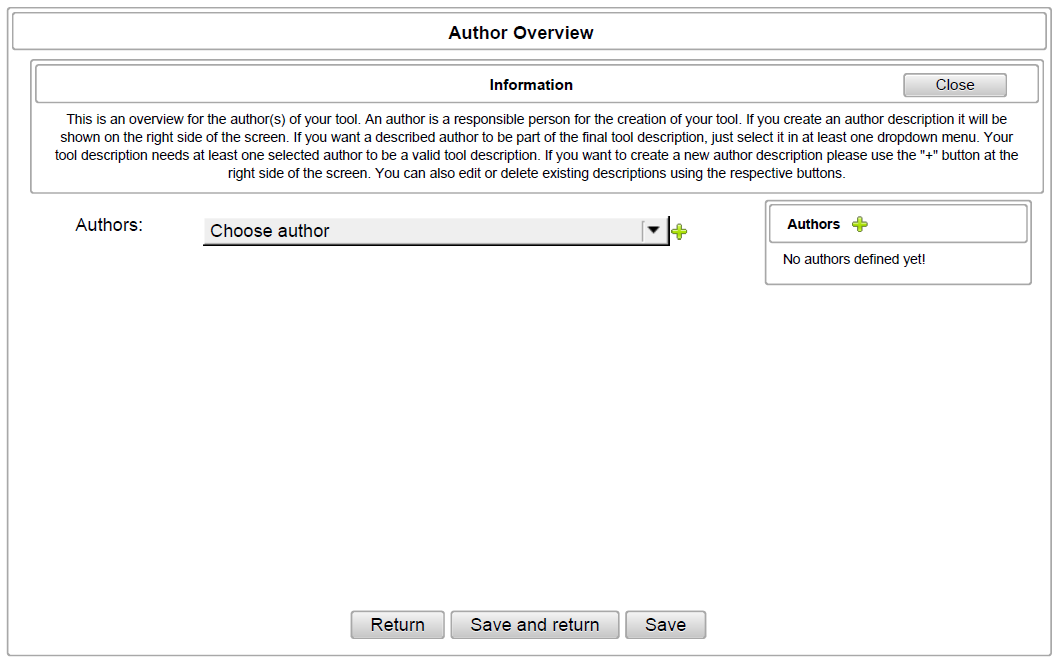 Author Overview
Information
Close
This is an overview for the author(s) of your tool. An author is a responsible person for the creation of your tool. If you create an author description it will be
shown on the right side of the screen. If you want a described author to be part of the final tool description, just select it in at least one dropdown menu. Your
tool description needs at least one selected author to be a valid tool description. If you want to create a new author description please use the "+" button at the
right side of the screen. You can also edit or delete existing descriptions using the respective buttons.
Authors:
Choose author
Authors
No authors defined yet!
Return
Save and return
Save